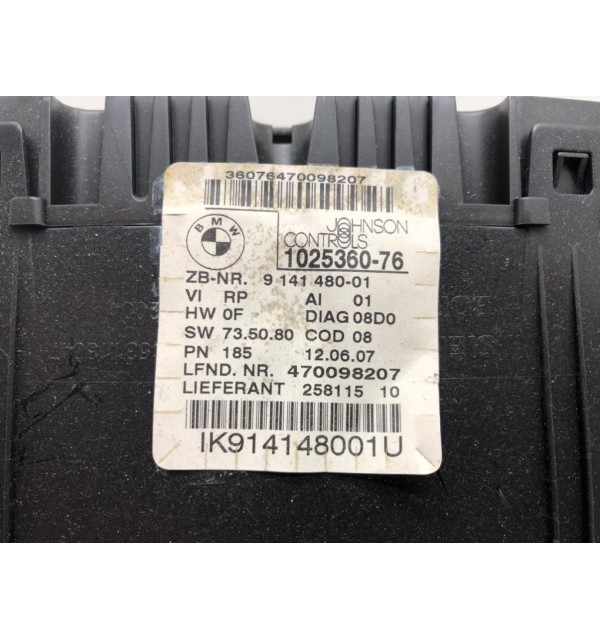 36076470098207
BMW
JOHNSON
CONTROLS
1025360-76
ZB-NR. 9 141 480-01
VI RP AI 01
HW 0F DIAG 08D0
SW 73.50.80 COD 08
PN 185 12.06.07
LFND. NR. 470098207
LIEFERANT 258115 10
IK914148001U